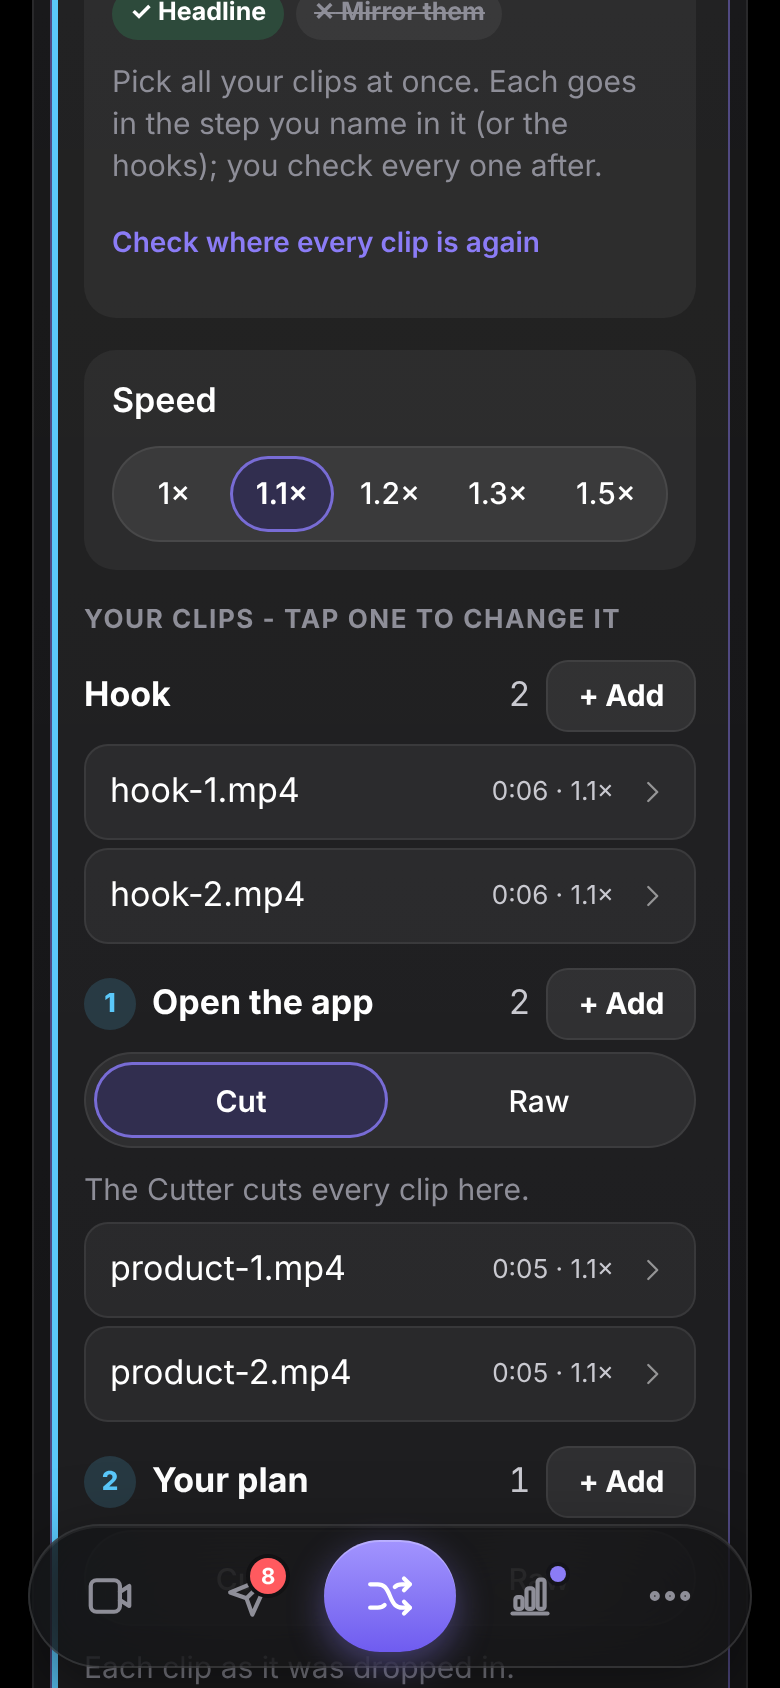 ✓ Headline
✕ Mirror them
Pick all your clips at once. Each goes
in the step you name in it (or the
hooks); you check every one after.
Check where every clip is again
Speed
1×
1.1×
1.2×
1.3×
1.5×
YOUR CLIPS - TAP ONE TO CHANGE IT
Hook
2
+ Add
hook-1.mp4
0:06 · 1.1×
hook-2.mp4
0:06 · 1.1×
1
Open the app
2
+ Add
Cut
Raw
The Cutter cuts every clip here.
product-1.mp4
0:05 · 1.1×
product-2.mp4
0:05 · 1.1×
2
Your plan
1
+ Add
8
Each clip as it was dropped in.